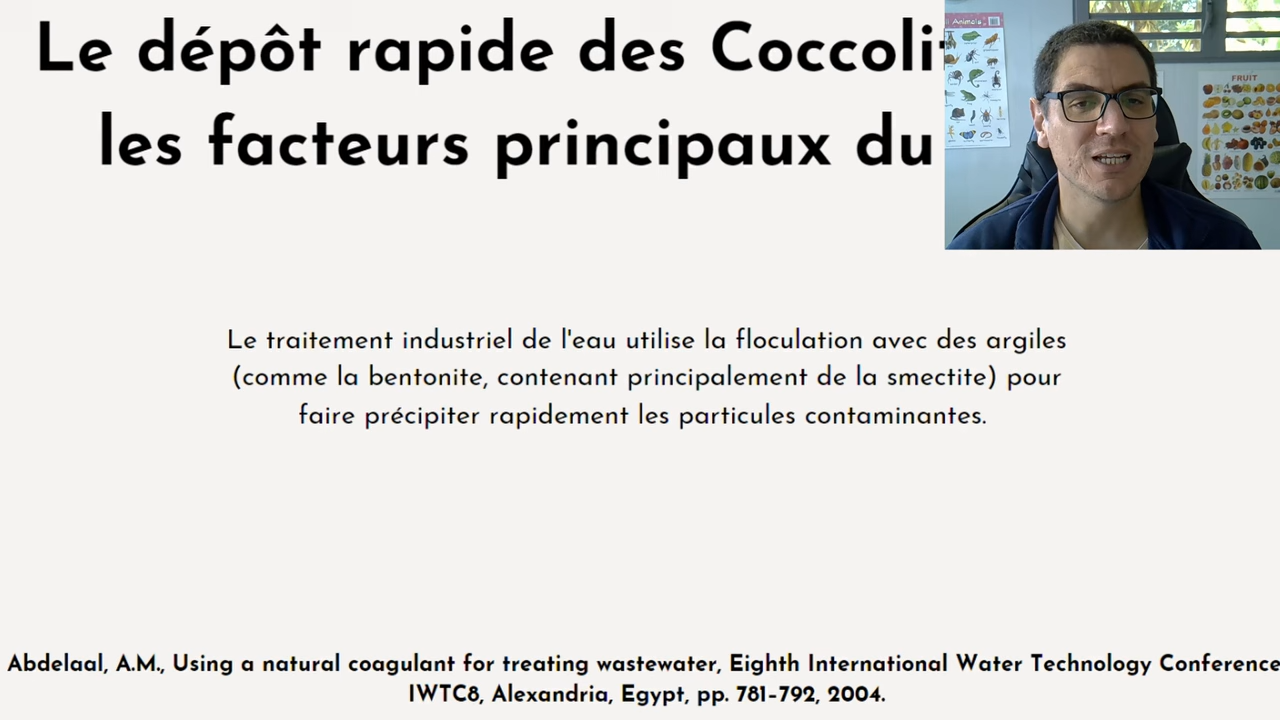 Le dépôt rapide des
les facteurs principaux du
Animals
FRUIT
Le traitement industriel de l'eau utilise la floculation avec des argiles
(comme la bentonite, contenant principalement de la smectite) pour
faire précipiter rapidement les particules contaminantes.
Abdelaal, A.M., Using a natural coagulant for treating wastewater, Eighth International Water Technology Conference
IWTC8, Alexandria, Egypt, pp. 781-792, 2004.